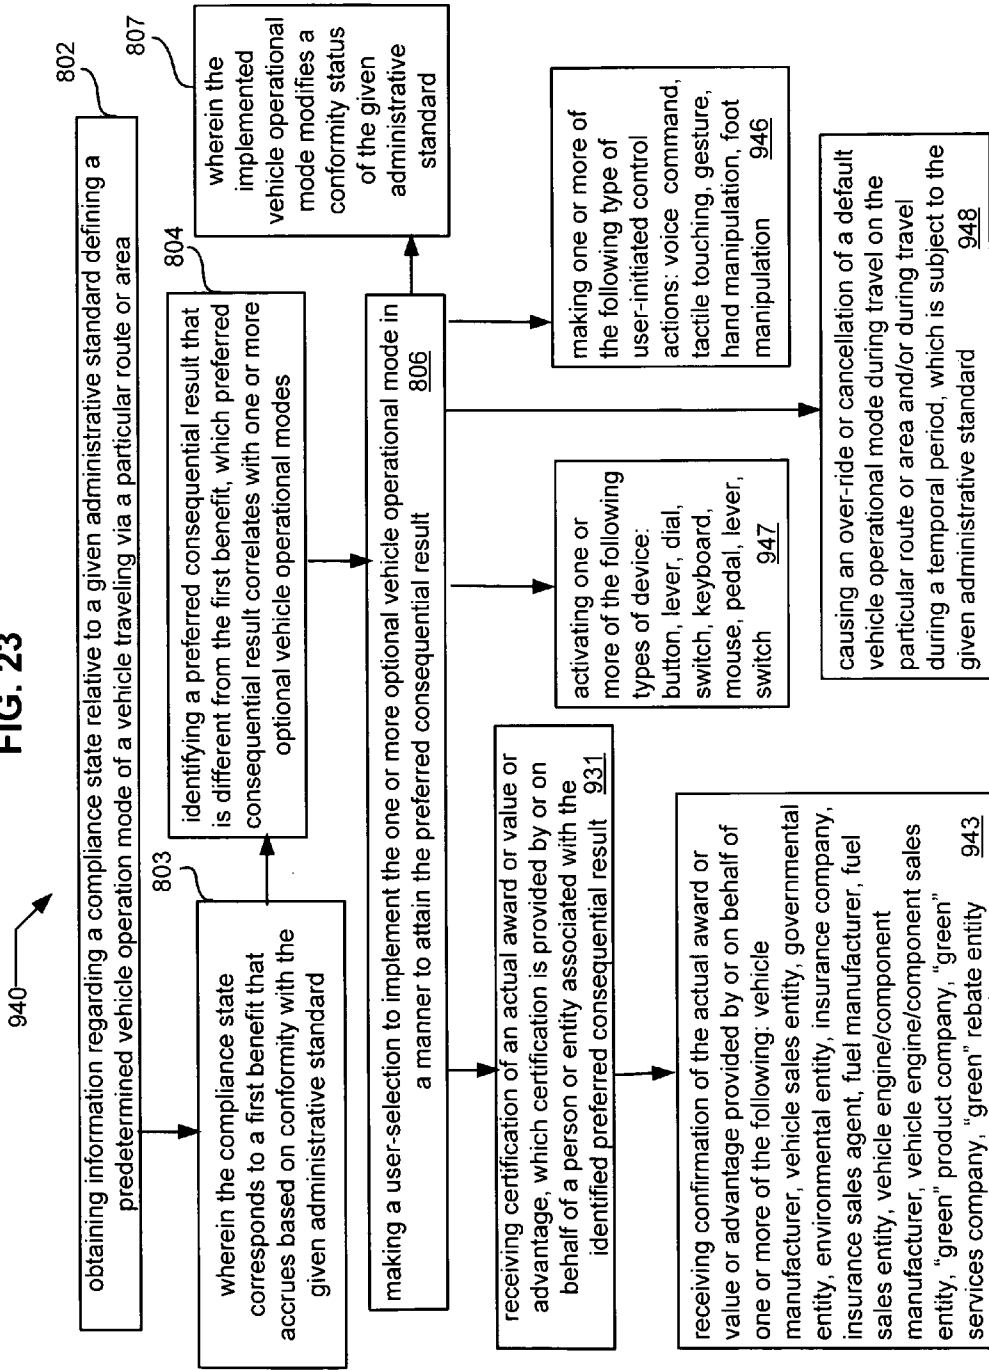 FIG. 23
940
802
obtaining information regarding a compliance state relative to a given administrative standard defining a
predetermined vehicle operation mode of a vehicle traveling via a particular route or area
803
wherein the compliance state
corresponds to a first benefit that
accrues based on conformity with the
given administrative standard
804
identifying a preferred consequential result that
is different from the first benefit, which preferred
consequential result correlates with one or more
optional vehicle operational modes
807
wherein the
implemented
vehicle operational
mode modifies a
conformity status
of the given
administrative
standard
making a user-selection to implement the one or more optional vehicle operational mode in
a manner to attain the preferred consequential result 806
receiving certification of an actual award or value or
advantage, which certification is provided by or on
behalf of a person or entity associated with the
identified preferred consequential result 931
activating one or
more of the following
types of device:
button, lever, dial,
switch, keyboard,
mouse, pedal, lever,
switch 947
making one or more of
the following type of
user-initiated control
actions: voice command,
tactile touching, gesture,
hand manipulation, foot
manipulation 946
receiving confirmation of the actual award or
value or advantage provided by or on behalf of
one or more of the following: vehicle
manufacturer, vehicle sales entity, governmental
entity, environmental entity, insurance company,
insurance sales agent, fuel manufacturer, fuel
sales entity, vehicle engine/component
manufacturer, vehicle engine/component sales
entity, “green” product company, “green”
services company, “green” rebate entity 943
causing an over-ride or cancellation of a default
vehicle operational mode during travel on the
particular route or area and/or during travel
during a temporal period, which is subject to the
given administrative standard 948